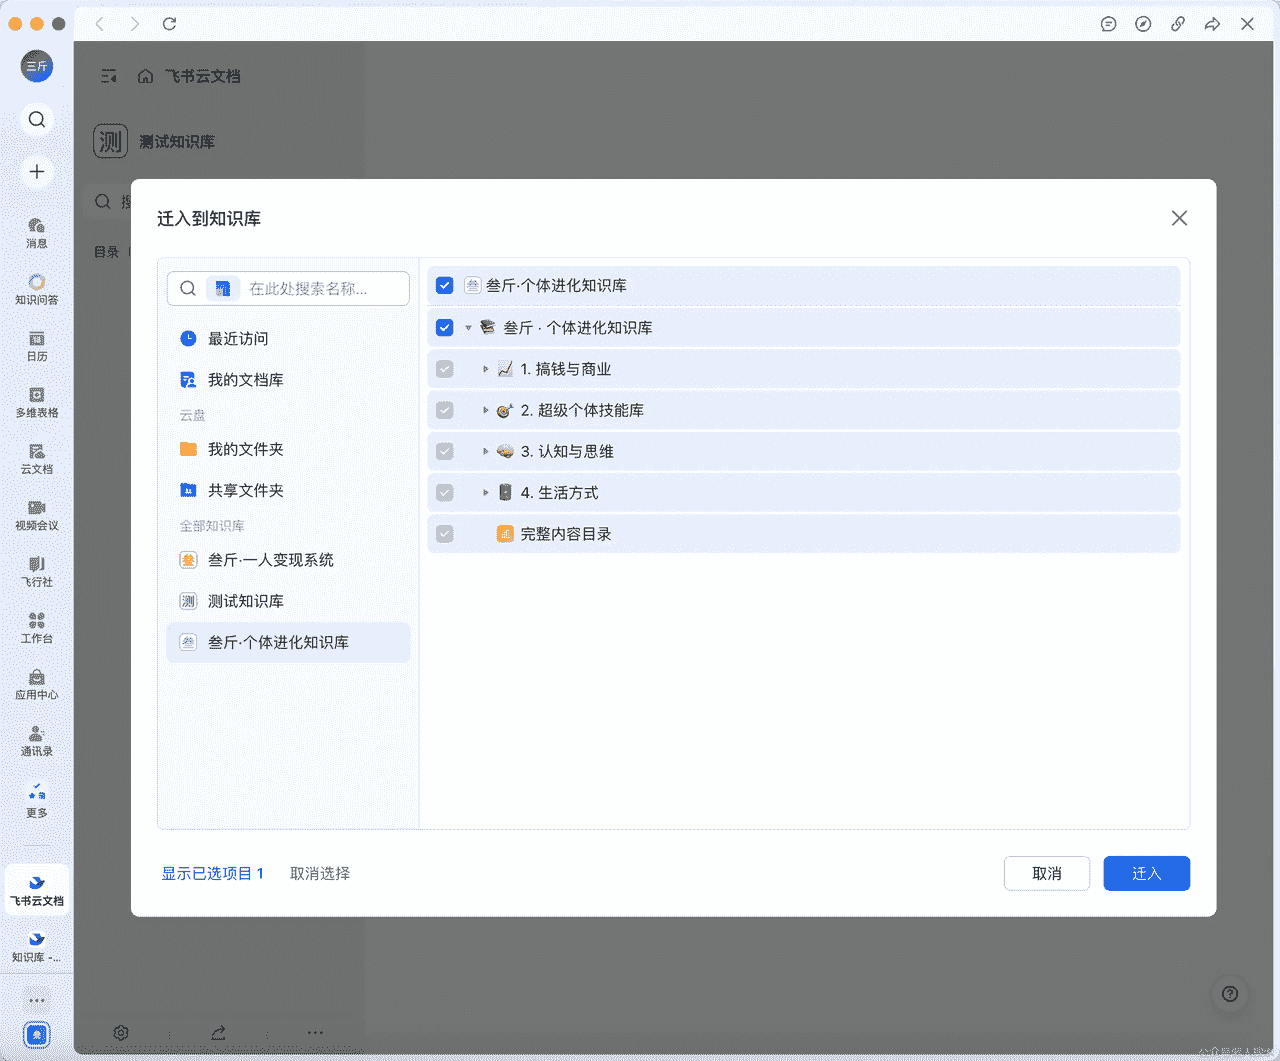 三斤
飞书云文档
测
测试知识库
搜
目录
消息
知识问答
日历
多维表格
云文档
视频会议
飞行社
工作台
应用中心
通讯录
更多
飞书云文档
知识库 -...
迁入到知识库
在此处搜索名称...
最近访问
我的文档库
云盘
我的文件夹
共享文件夹
全部知识库
叁 叁斤·一人变现系统
测 测试知识库
叁 叁斤·个体进化知识库
叁 叁斤·个体进化知识库
叁斤 · 个体进化知识库
1. 搞钱与商业
2. 超级个体技能库
3. 认知与思维
4. 生活方式
完整内容目录
显示已选项目 1
取消选择
取消
迁入
叁